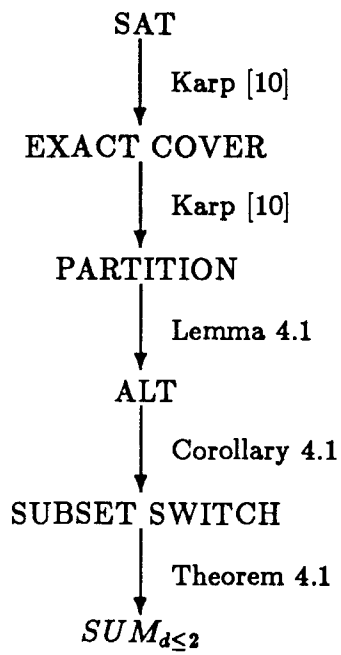 SAT
Karp [10]
EXACT COVER
Karp [10]
PARTITION
Lemma 4.1
ALT
Corollary 4.1
SUBSET SWITCH
Theorem 4.1
SUM_{d≤2}